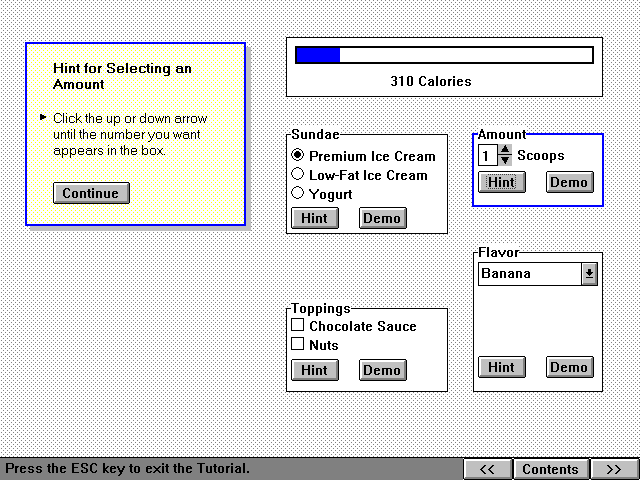 Hint for Selecting an
Amount
Click the up or down arrow
until the number you want
appears in the box.
Continue
310 Calories
Sundae
Premium Ice Cream
Low-Fat Ice Cream
Yogurt
Hint Demo
Amount
1 Scoops
Hint Demo
Flavor
Banana
Hint Demo
Toppings
Chocolate Sauce
Nuts
Hint Demo
Press the ESC key to exit the Tutorial.
<< Contents >>